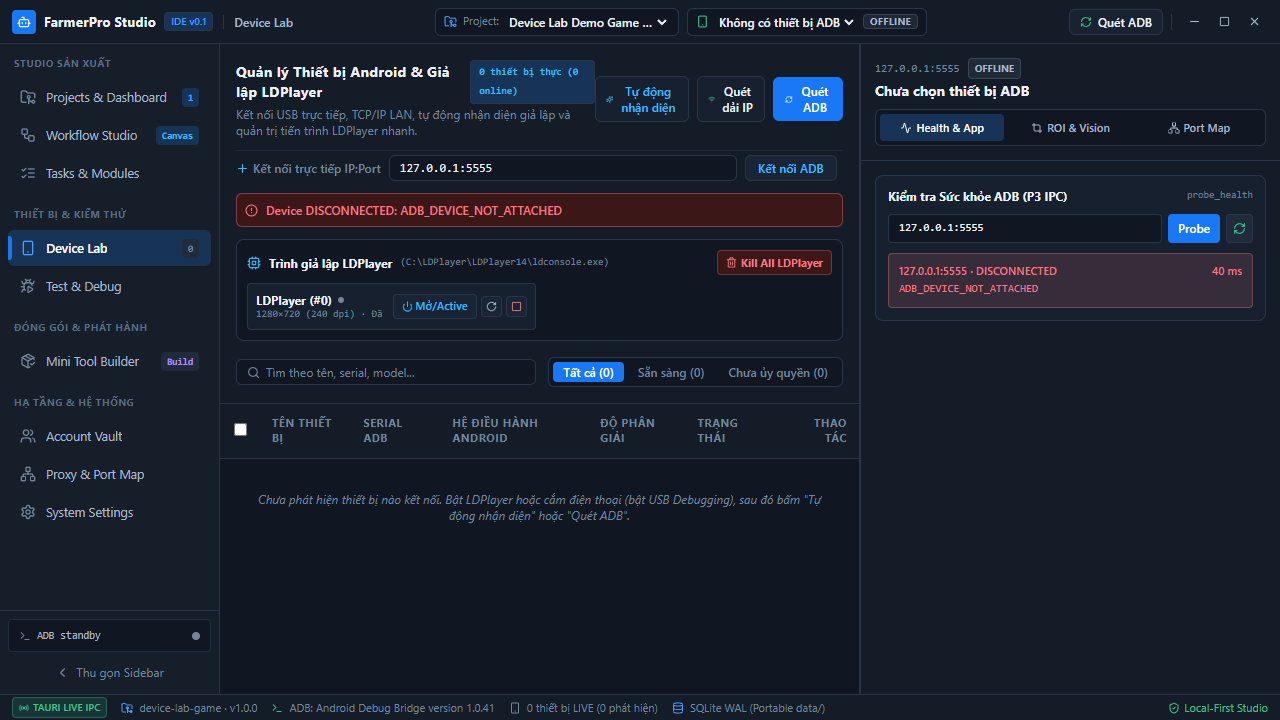 FarmerPro Studio IDE v0.1 Device Lab
Project: Device Lab Demo Game ...
Không có thiết bị ADB OFFLINE
Quét ADB
STUDIO SẢN XUẤT
Projects & Dashboard 1
Workflow Studio Canvas
Tasks & Modules
THIẾT BỊ & KIỂM THỬ
Device Lab 0
Test & Debug
ĐÓNG GÓI & PHÁT HÀNH
Mini Tool Builder Build
HẠ TẦNG & HỆ THỐNG
Account Vault
Proxy & Port Map
System Settings
ADB standby
Thu gọn Sidebar
Quản lý Thiết bị Android & Giả
lập LDPlayer
0 thiết bị thực (0
online)
Kết nối USB trực tiếp, TCP/IP LAN, tự động nhận diện giả lập và
quản trị tiến trình LDPlayer nhanh.
Tự động
nhận diện
Quét
dải IP
Quét
ADB
Kết nối trực tiếp IP:Port 127.0.0.1:5555 Kết nối ADB
Device DISCONNECTED: ADB_DEVICE_NOT_ATTACHED
Trình giả lập LDPlayer (C:\LDPlayer\LDPlayer14\ldconsole.exe) Kill All LDPlayer
LDPlayer (#0)
1280×720 (240 dpi) · Đã
Mở/Active
Tìm theo tên, serial, model...
Tất cả (0) Sẵn sàng (0) Chưa ủy quyền (0)
TÊN THIẾT
BỊ
SERIAL
ADB
HỆ ĐIỀU HÀNH
ANDROID
ĐỘ PHÂN
GIẢI
TRẠNG
THÁI
THAO
TÁC
Chưa phát hiện thiết bị nào kết nối. Bật LDPlayer hoặc cắm điện thoại (bật USB Debugging), sau đó bấm "Tự
động nhận diện" hoặc "Quét ADB".
127.0.0.1:5555 OFFLINE
Chưa chọn thiết bị ADB
Health & App ROI & Vision Port Map
Kiểm tra Sức khỏe ADB (P3 IPC) probe_health
127.0.0.1:5555 Probe
127.0.0.1:5555 · DISCONNECTED 40 ms
ADB_DEVICE_NOT_ATTACHED
TAURI LIVE IPC device-lab-game · v1.0.0 ADB: Android Debug Bridge version 1.0.41 0 thiết bị LIVE (0 phát hiện) SQLite WAL (Portable data/) Local-First Studio